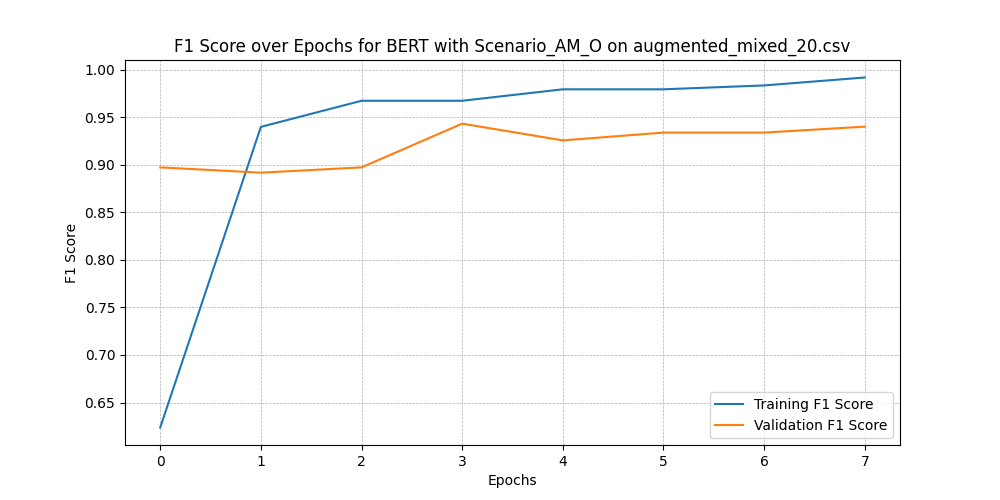 F1 Score over Epochs for BERT with Scenario_AM_O on augmented_mixed_20.csv
1.00
0.95
0.90
0.85
0.80
0.75
0.70
0.65
F1 Score
Training F1 Score
Validation F1 Score
0 1 2 3 4 5 6 7
Epochs